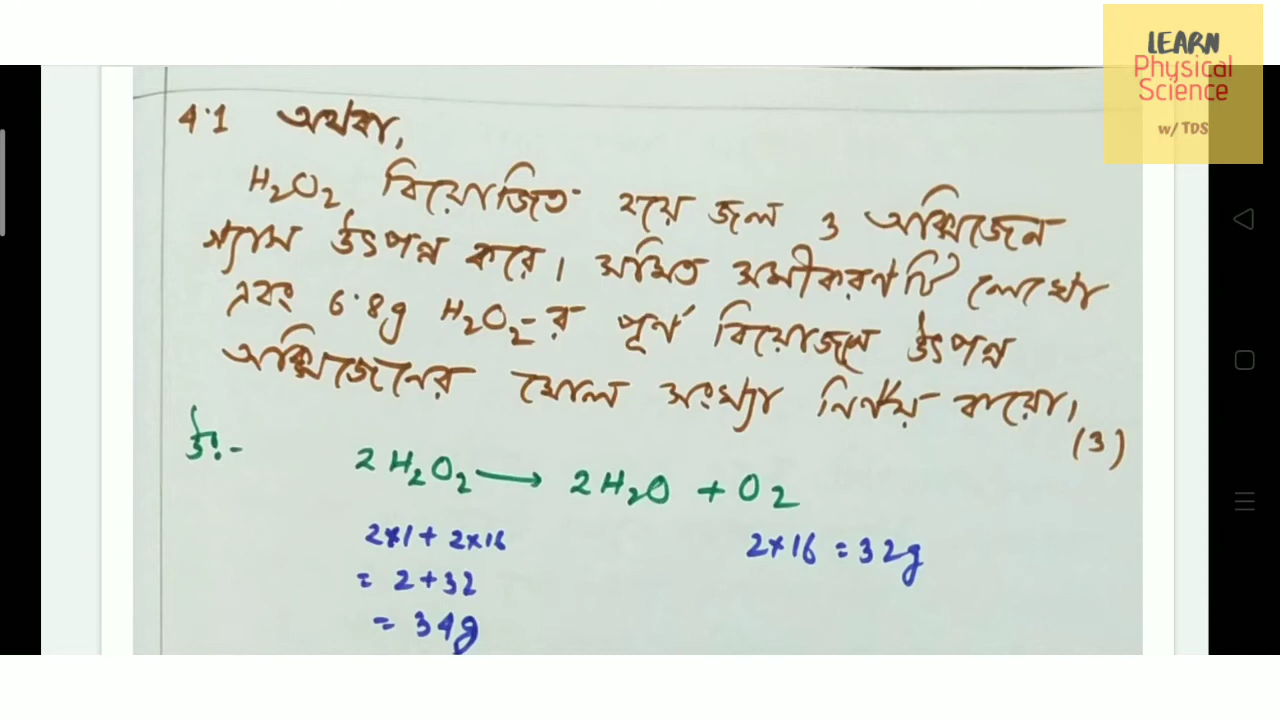 LEARN
Physical
Science
w/ TDS
4.1 অথবা,
H₂O₂ বিয়োজিত হয়ে জল ও অক্সিজেন
গ্যাস উৎপন্ন করে। সমিত সমীকরণটি লেখো
এবং 6.8g H₂O₂-র পূর্ণ বিয়োজনে উৎপন্ন
অক্সিজেনের মোল সংখ্যা নির্ণয় করো। (3)
উঃ-
2H₂O₂ → 2H₂O + O₂
2×1 + 2×16
2×16 = 32g
= 2+32
= 34g